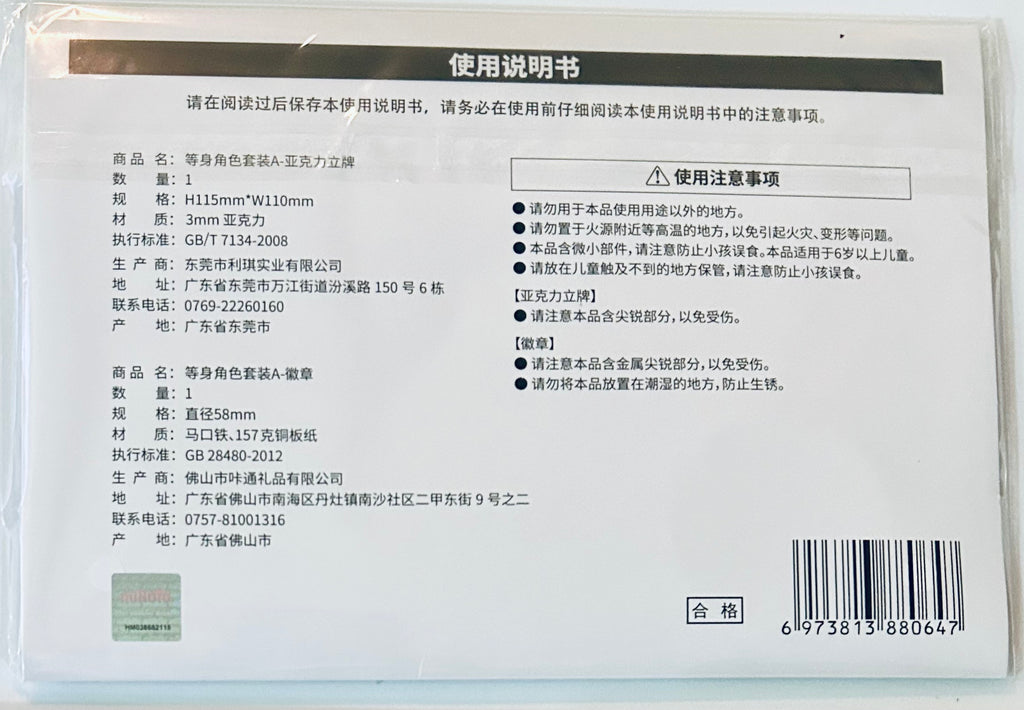 使用说明书
请在阅读过后保存本使用说明书，请务必在使用前仔细阅读本使用说明书中的注意事项。
商品名：等身角色套装A-亚克力立牌
数量：1
规格：H115mm*W110mm
材质：3mm 亚克力
执行标准：GB/T 7134-2008
生产商：东莞市利琪实业有限公司
地址：广东省东莞市万江街道汾溪路 150 号 6 栋
联系电话：0769-22260160
产地：广东省东莞市
商品名：等身角色套装A-徽章
数量：1
规格：直径58mm
材质：马口铁、157克铜板纸
执行标准：GB 28480-2012
生产商：佛山市咔通礼品有限公司
地址：广东省佛山市南海区丹灶镇南沙社区二甲东街 9 号之二
联系电话：0757-81001316
产地：广东省佛山市
⚠使用注意事项
●请勿用于本品使用用途以外的地方。
●请勿置于火源附近等高温的地方，以免引起火灾、变形等问题。
●本品含微小部件，请注意防止小孩误食。本品适用于6岁以上儿童。
●请放在儿童触及不到的地方保管，请注意防止小孩误食。
【亚克力立牌】
●请注意本品含尖锐部分，以免受伤。
【徽章】
●请注意本品含金属尖锐部分，以免受伤。
●请勿将本品放置在潮湿的地方，防止生锈。
合格
6 973813 880647